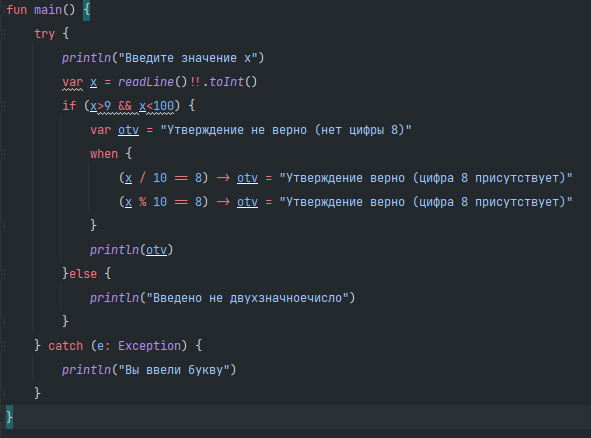 fun main() {
try {
println("Введите значение x")
var x = readLine()!!.toInt()
if (x>9 && x<100) {
var otv = "Утверждение не верно (нет цифры 8)"
when {
(x / 10 == 8) -> otv = "Утверждение верно (цифра 8 присутствует)"
(x % 10 == 8) -> otv = "Утверждение верно (цифра 8 присутствует)"
}
println(otv)
}else {
println("Введено не двухзначноечисло")
}
} catch (e: Exception) {
println("Вы ввели букву")
}
}